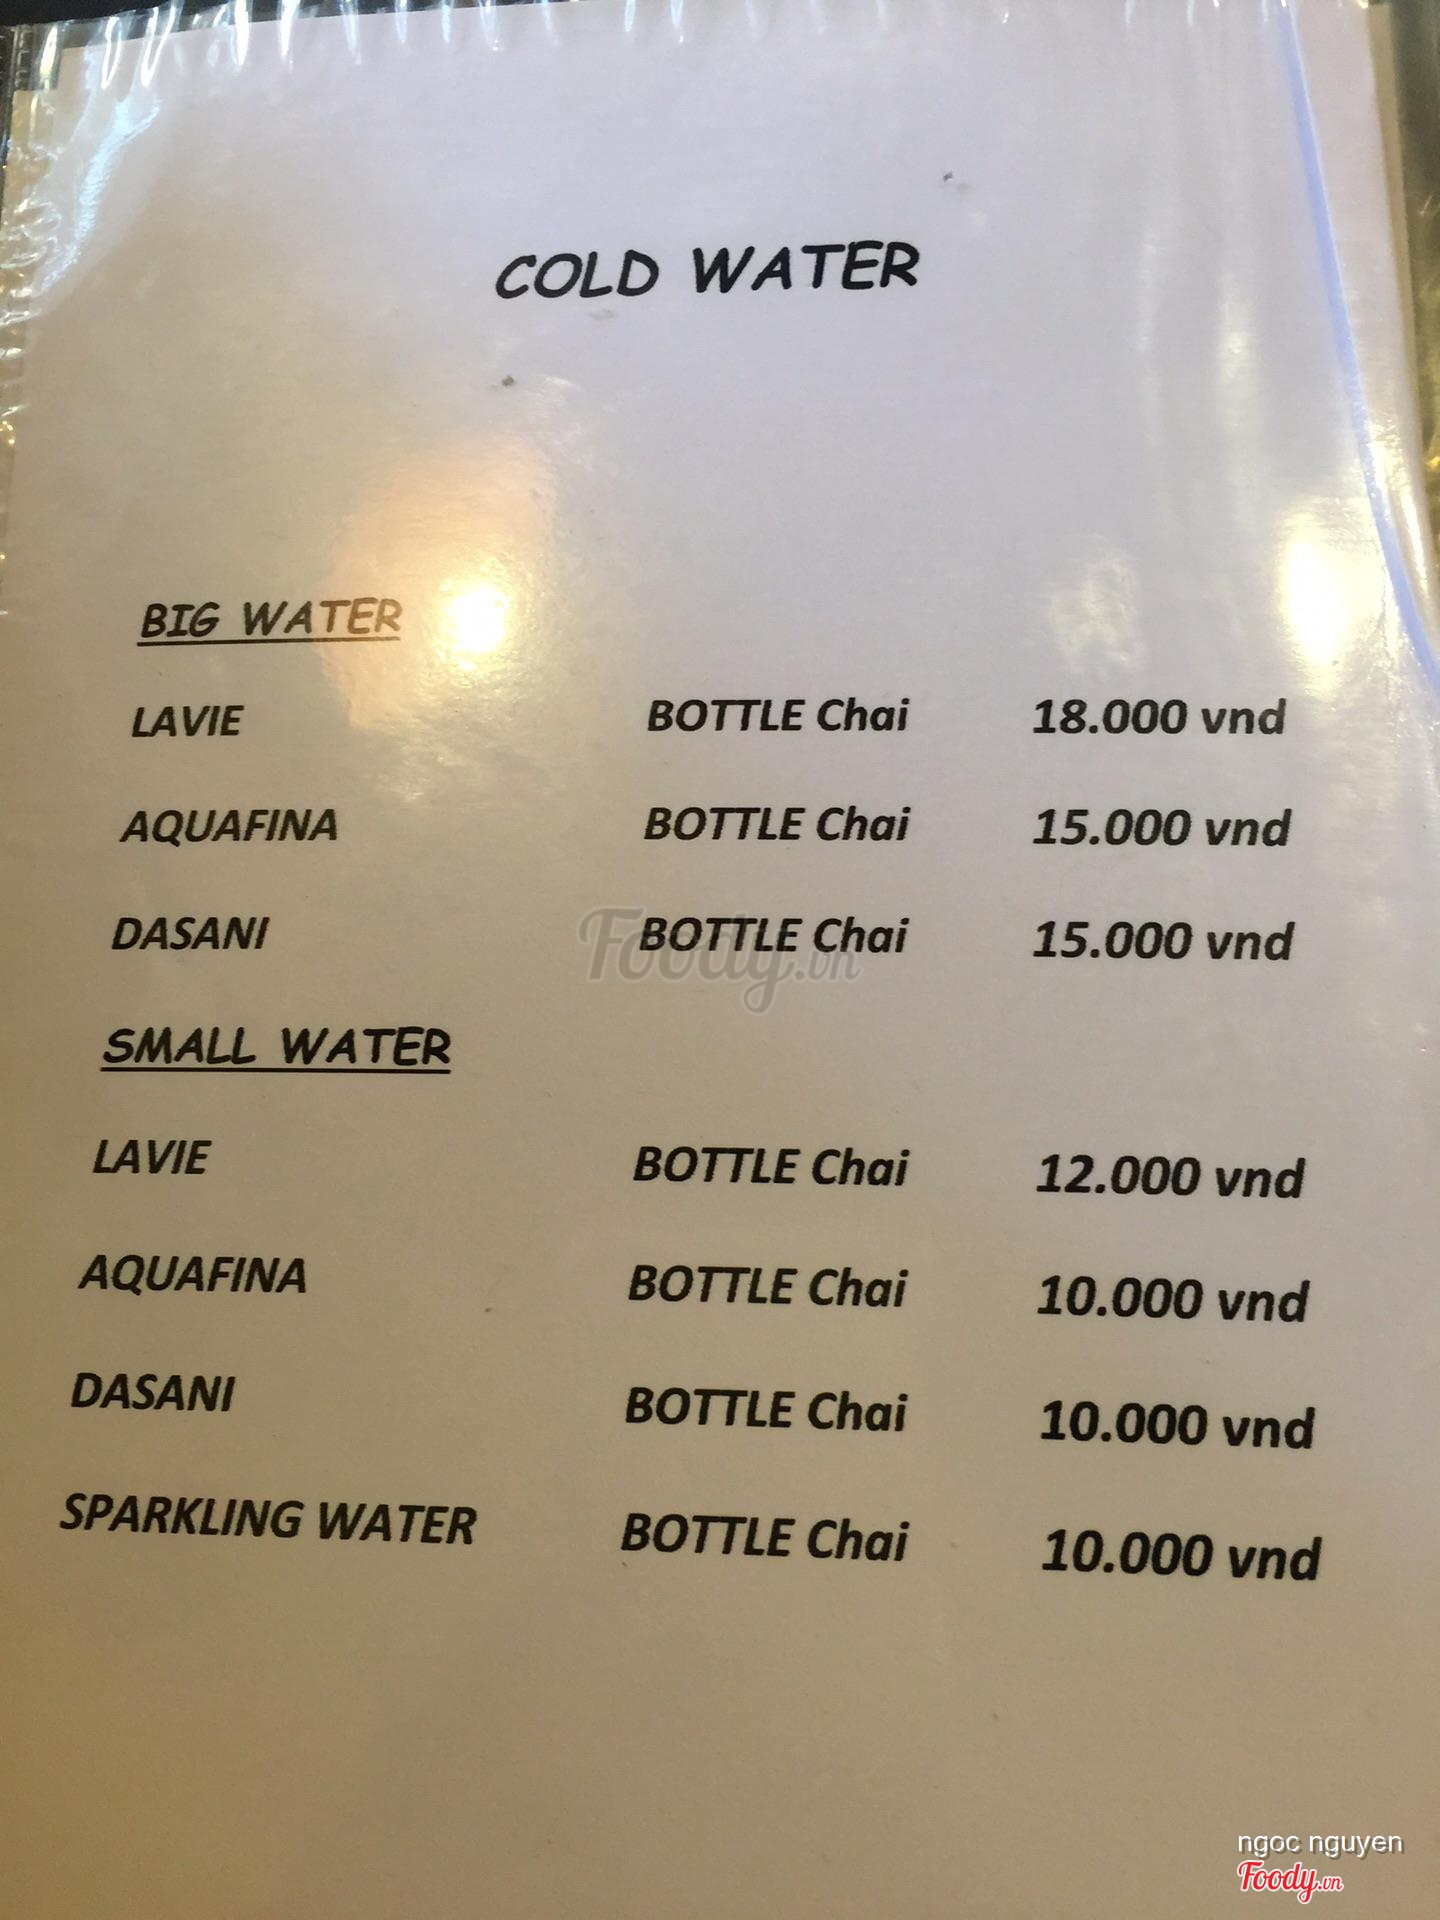 COLD WATER
BIG WATER
LAVIE BOTTLE Chai 18.000 vnd
AQUAFINA BOTTLE Chai 15.000 vnd
DASANI BOTTLE Chai 15.000 vnd
Foody.vn
SMALL WATER
LAVIE BOTTLE Chai 12.000 vnd
AQUAFINA BOTTLE Chai 10.000 vnd
DASANI BOTTLE Chai 10.000 vnd
SPARKLING WATER BOTTLE Chai 10.000 vnd
ngoc nguyen
Foody.vn